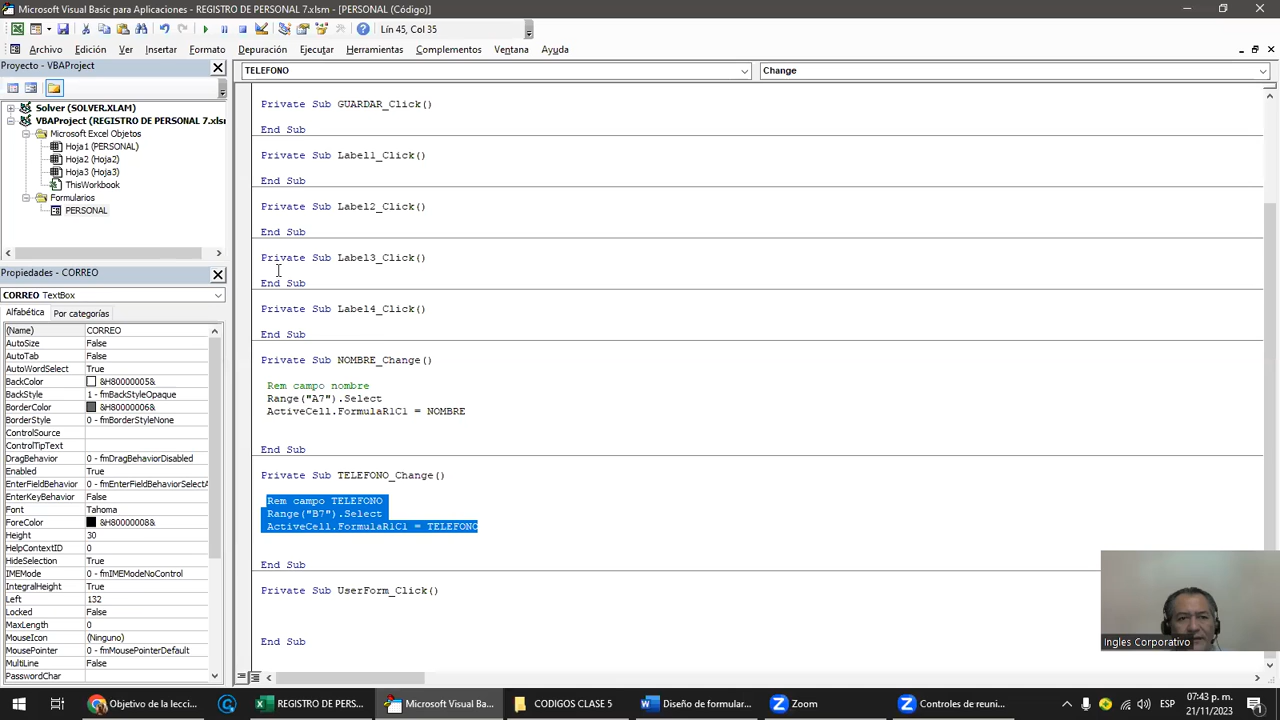 Microsoft Visual Basic para Aplicaciones - REGISTRO DE PERSONAL 7.xlsm - [PERSONAL (Código)]
Lín 45, Col 35
Archivo Edición Ver Insertar Formato Depuración Ejecutar Herramientas Complementos Ventana Ayuda
Proyecto - VBAProject
Solver (SOLVER.XLAM)
VBAProject (REGISTRO DE PERSONAL 7.xlsm
Microsoft Excel Objetos
Hoja1 (PERSONAL)
Hoja2 (Hoja2)
Hoja3 (Hoja3)
ThisWorkbook
Formularios
PERSONAL
Propiedades - CORREO
CORREO TextBox
Alfabética Por categorías
(Name) CORREO
AutoSize False
AutoTab False
AutoWordSelect True
BackColor &H80000005&
BackStyle 1 - fmBackStyleOpaque
BorderColor &H80000006&
BorderStyle 0 - fmBorderStyleNone
ControlSource
ControlTipText
DragBehavior 0 - fmDragBehaviorDisabled
Enabled True
EnterFieldBehavior 0 - fmEnterFieldBehaviorSelectA
EnterKeyBehavior False
Font Tahoma
ForeColor &H80000008&
Height 30
HelpContextID 0
HideSelection True
IMEMode 0 - fmIMEModeNoControl
IntegralHeight True
Left 132
Locked False
MaxLength 0
MouseIcon (Ninguno)
MousePointer 0 - fmMousePointerDefault
MultiLine False
PasswordChar
TELEFONO Change
Private Sub GUARDAR_Click()
End Sub
Private Sub Label1_Click()
End Sub
Private Sub Label2_Click()
End Sub
Private Sub Label3_Click()
End Sub
Private Sub Label4_Click()
End Sub
Private Sub NOMBRE_Change()
Rem campo nombre
Range("A7").Select
ActiveCell.FormulaR1C1 = NOMBRE
End Sub
Private Sub TELEFONO_Change()
Rem campo TELEFONO
Range("B7").Select
ActiveCell.FormulaR1C1 = TELEFONO
End Sub
Private Sub UserForm_Click()
End Sub
Ingles Corporativo
Objetivo de la lecci...
REGISTRO DE PERS...
Microsoft Visual Ba...
CODIGOS CLASE 5
Diseño de formular...
Zoom
Controles de reuni...
ESP
07:43 p. m.
21/11/2023